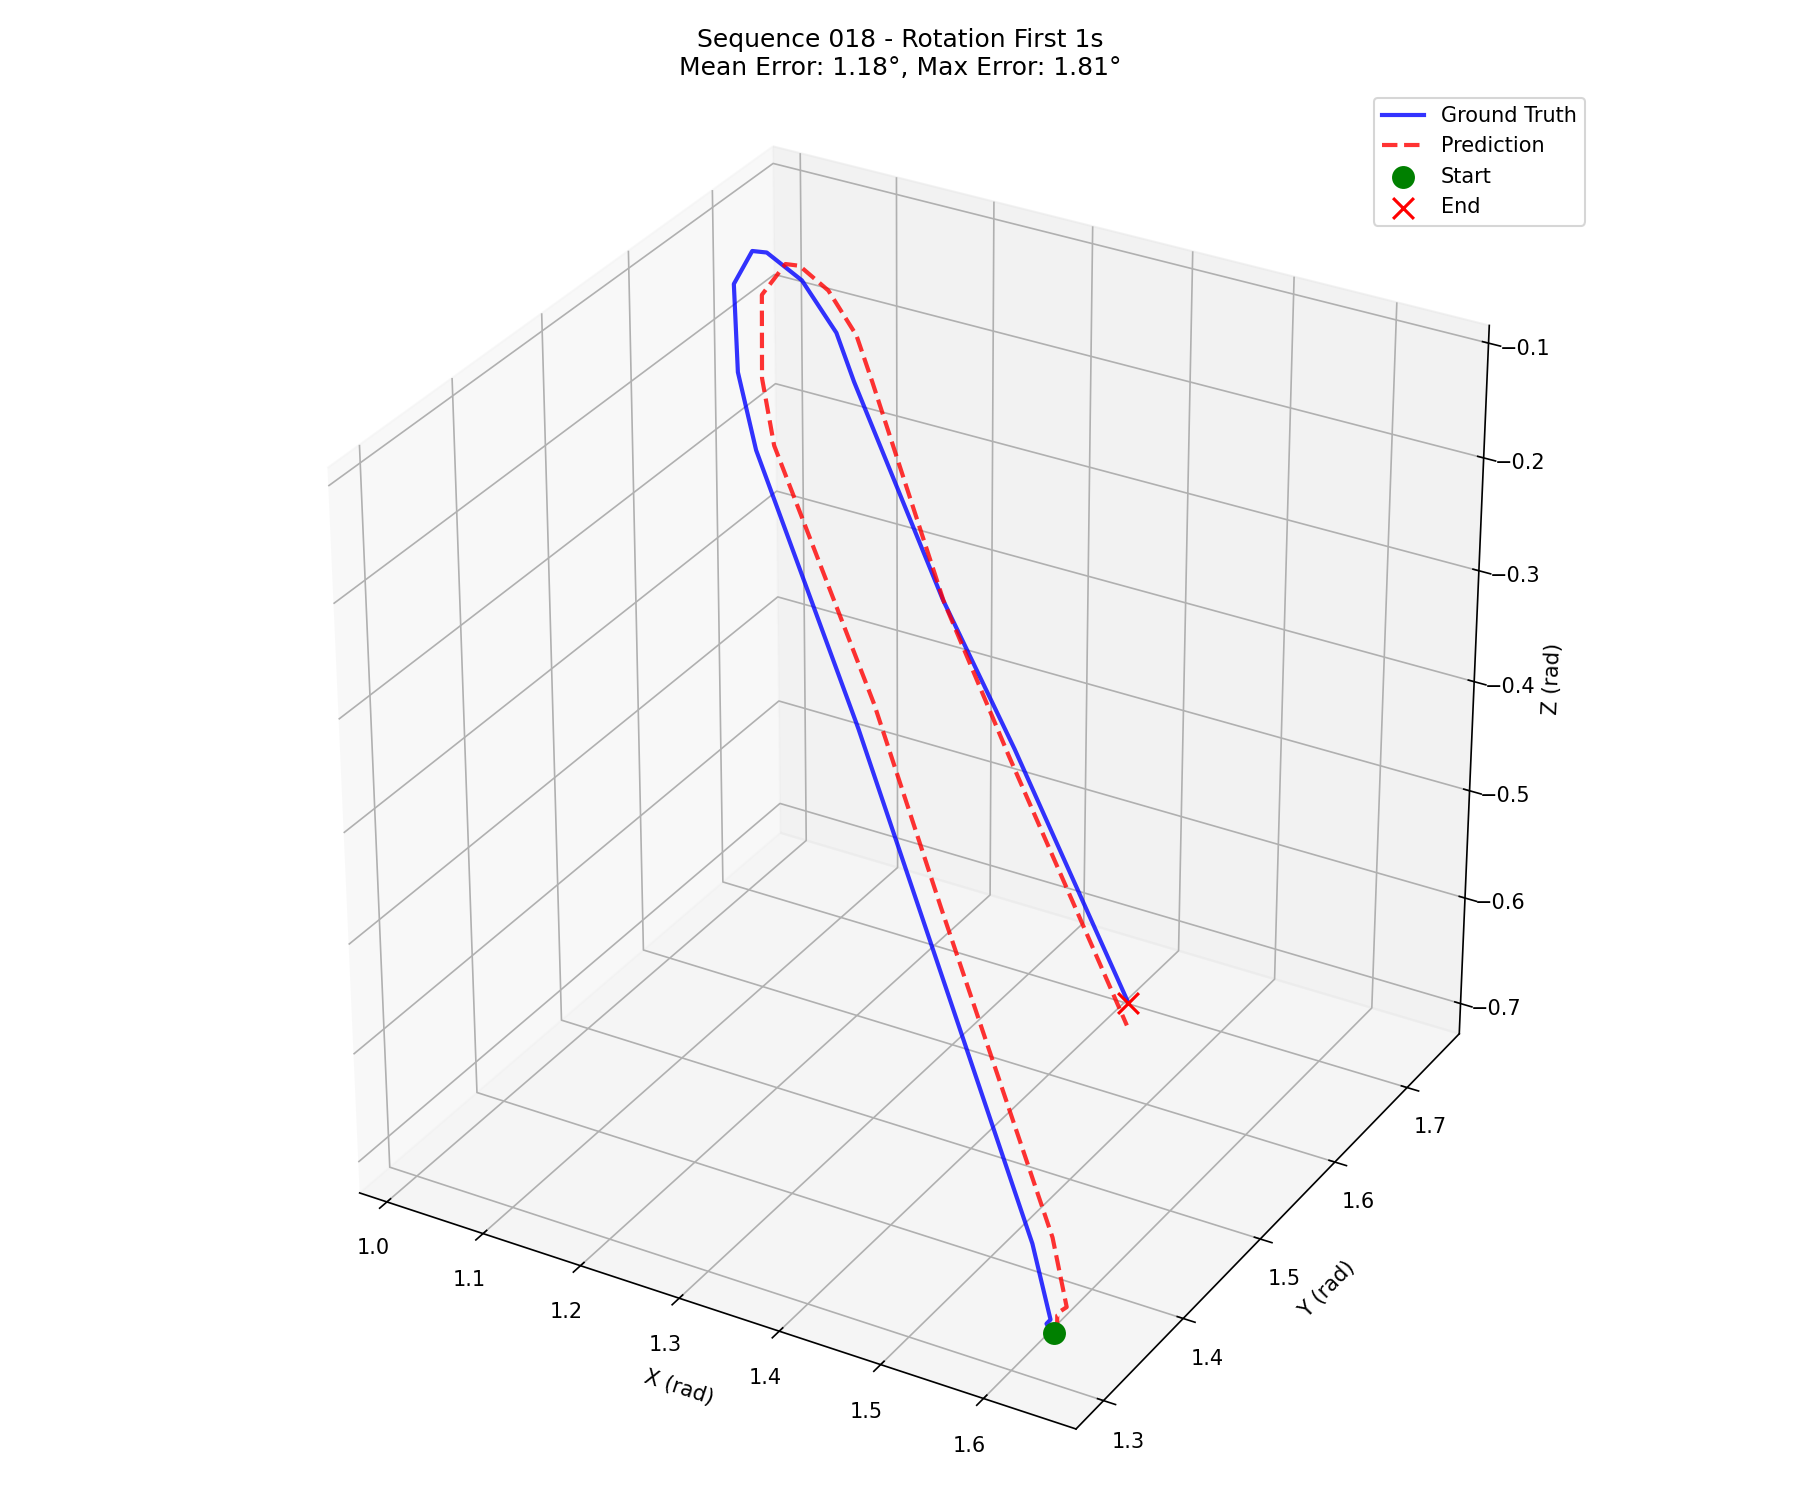 Sequence 018 - Rotation First 1s
Mean Error: 1.18°, Max Error: 1.81°
Ground Truth
Prediction
Start
End
−0.1
−0.2
−0.3
−0.4
−0.5
−0.6
−0.7
Z (rad)
1.7
1.6
1.5
1.4
1.3
Y (rad)
1.0
1.1
1.2
1.3
1.4
1.5
1.6
X (rad)